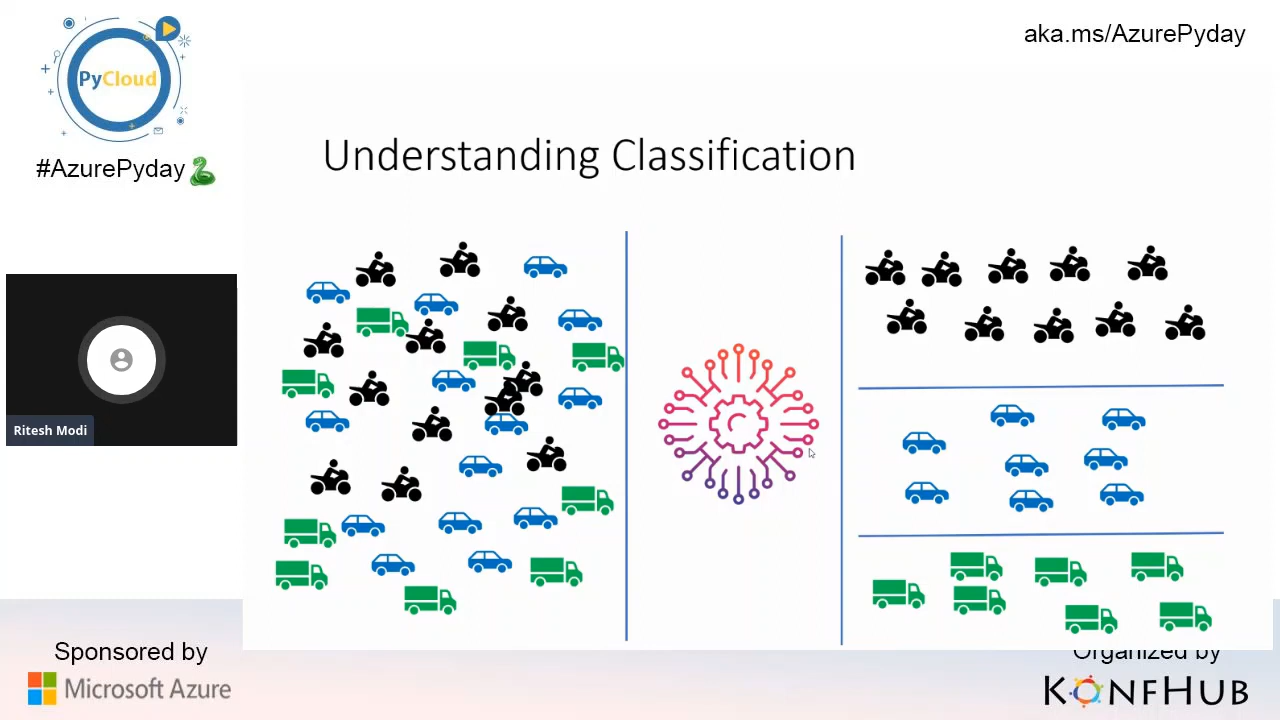 PyCloud
#AzurePyday
aka.ms/AzurePyday
Understanding Classification
Ritesh Modi
Sponsored by
Microsoft Azure
Organized by
KONFHUB